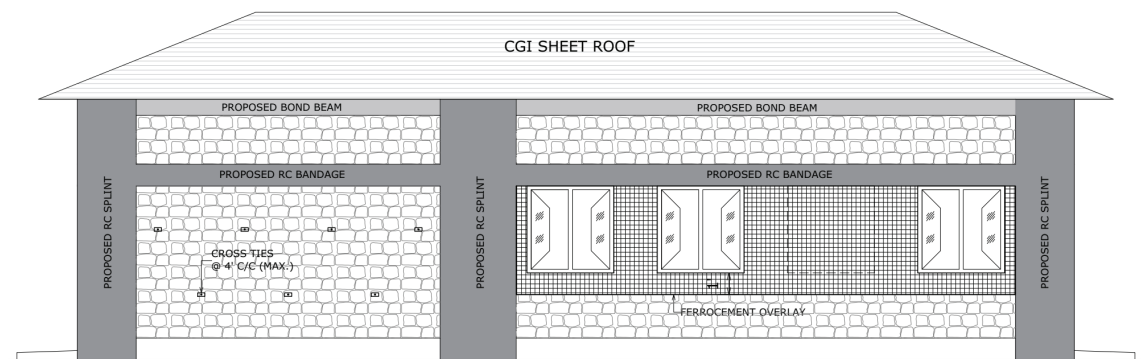 CGI SHEET ROOF
PROPOSED BOND BEAM
PROPOSED BOND BEAM
PROPOSED RC BANDAGE
PROPOSED RC BANDAGE
PROPOSED RC SPLINT
PROPOSED RC SPLINT
PROPOSED RC SPLINT
CROSS TIES
@ 4' C/C (MAX.)
1'
FERROCEMENT OVERLAY